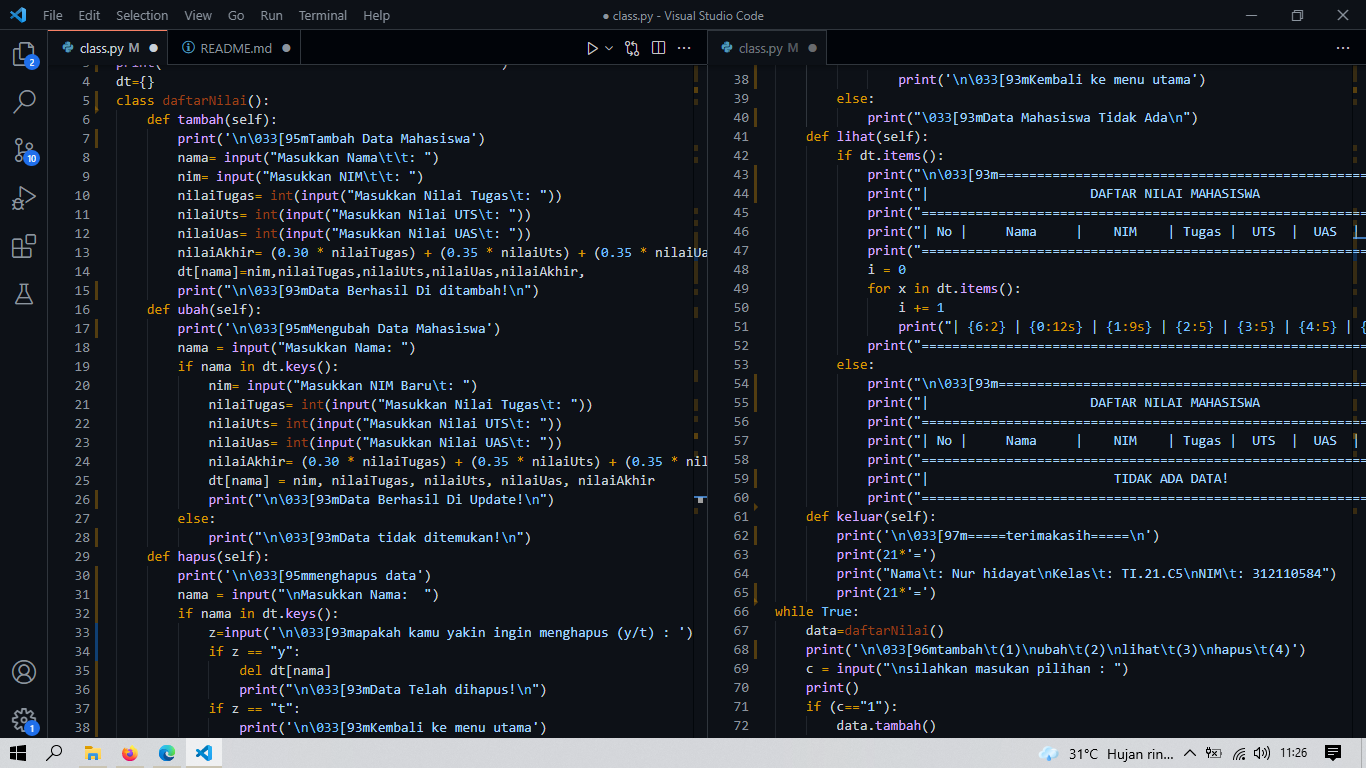 File Edit Selection View Go Run Terminal Help
● class.py - Visual Studio Code
class.py M ●
README.md ●
class.py M ●
2
10
1
3
4 dt={}
5 class daftarNilai():
6 def tambah(self):
7 print('\n\033[95mTambah Data Mahasiswa')
8 nama= input("Masukkan Nama\t\t: ")
9 nim= input("Masukkan NIM\t\t: ")
10 nilaiTugas= int(input("Masukkan Nilai Tugas\t: "))
11 nilaiUts= int(input("Masukkan Nilai UTS\t: "))
12 nilaiUas= int(input("Masukkan Nilai UAS\t: "))
13 nilaiAkhir= (0.30 * nilaiTugas) + (0.35 * nilaiUts) + (0.35 * nilaiUa
14 dt[nama]=nim,nilaiTugas,nilaiUts,nilaiUas,nilaiAkhir,
15 print("\n\033[93mData Berhasil Di ditambah!\n")
16 def ubah(self):
17 print('\n\033[95mMengubah Data Mahasiswa')
18 nama = input("Masukkan Nama: ")
19 if nama in dt.keys():
20 nim= input("Masukkan NIM Baru\t: ")
21 nilaiTugas= int(input("Masukkan Nilai Tugas\t: "))
22 nilaiUts= int(input("Masukkan Nilai UTS\t: "))
23 nilaiUas= int(input("Masukkan Nilai UAS\t: "))
24 nilaiAkhir= (0.30 * nilaiTugas) + (0.35 * nilaiUts) + (0.35 * nil
25 dt[nama] = nim, nilaiTugas, nilaiUts, nilaiUas, nilaiAkhir
26 print("\n\033[93mData Berhasil Di Update!\n")
27 else:
28 print("\n\033[93mData tidak ditemukan!\n")
29 def hapus(self):
30 print('\n\033[95mmenghapus data')
31 nama = input("\nMasukkan Nama:  ")
32 if nama in dt.keys():
33 z=input('\n\033[93mapakah kamu yakin ingin menghapus (y/t) : ')
34 if z == "y":
35 del dt[nama]
36 print("\n\033[93mData Telah dihapus!\n")
37 if z == "t":
38 print('\n\033[93mKembali ke menu utama')
38 print('\n\033[93mKembali ke menu utama')
39 else:
40 print("\033[93mData Mahasiswa Tidak Ada\n")
41 def lihat(self):
42 if dt.items():
43 print("\n\033[93m================================================
44 print("| DAFTAR NILAI MAHASISWA
45 print("==========================================================
46 print("| No | Nama | NIM | Tugas | UTS | UAS |
47 print("==========================================================
48 i = 0
49 for x in dt.items():
50 i += 1
51 print("| {6:2} | {0:12s} | {1:9s} | {2:5} | {3:5} | {4:5} | {
52 print("==========================================================
53 else:
54 print("\n\033[93m================================================
55 print("| DAFTAR NILAI MAHASISWA
56 print("==========================================================
57 print("| No | Nama | NIM | Tugas | UTS | UAS |
58 print("==========================================================
59 print("| TIDAK ADA DATA!
60 print("==========================================================
61 def keluar(self):
62 print('\n\033[97m=====terimakasih=====\n')
63 print(21*'=')
64 print("Nama\t: Nur hidayat\nKelas\t: TI.21.C5\nNIM\t: 312110584")
65 print(21*'=')
66 while True:
67 data=daftarNilai()
68 print('\n\033[96mtambah\t(1)\nubah\t(2)\nlihat\t(3)\nhapus\t(4)')
69 c = input("\nsilahkan masukan pilihan : ")
70 print()
71 if (c=="1"):
72 data.tambah()
31°C Hujan rin... 11:26